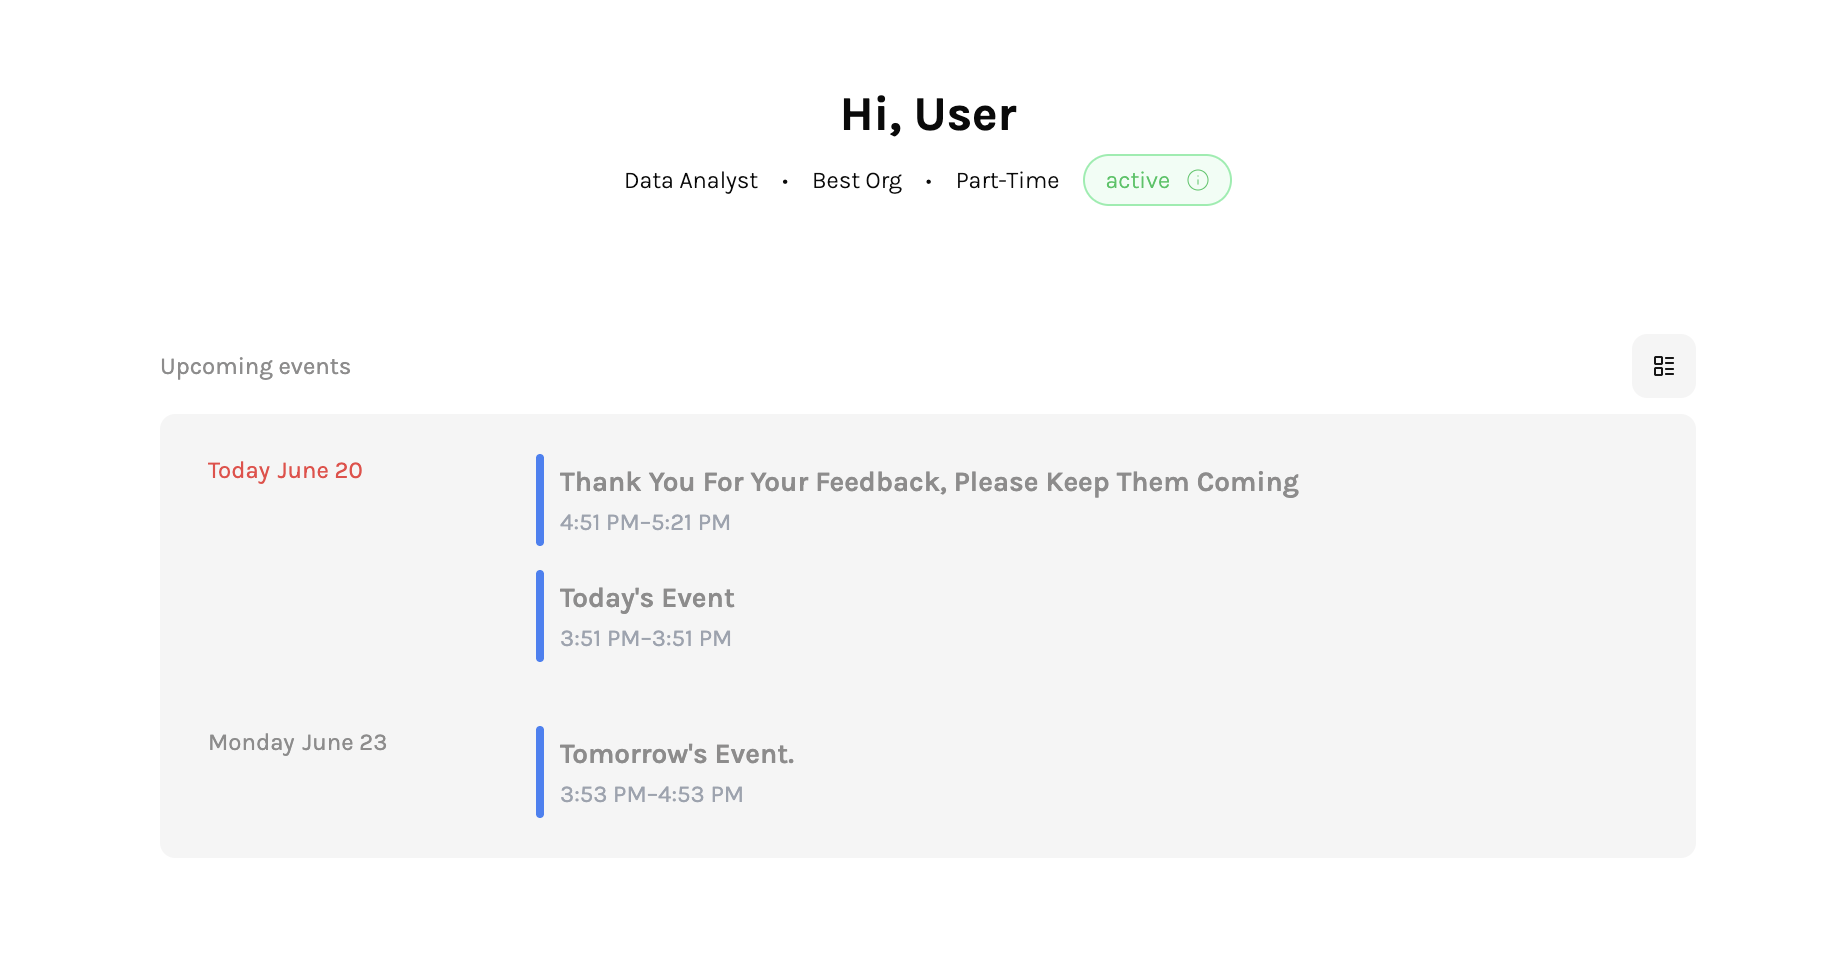 Hi, User
Data Analyst • Best Org • Part-Time active
Upcoming events
Today June 20
Thank You For Your Feedback, Please Keep Them Coming
4:51 PM–5:21 PM
Today's Event
3:51 PM–3:51 PM
Monday June 23
Tomorrow's Event.
3:53 PM–4:53 PM